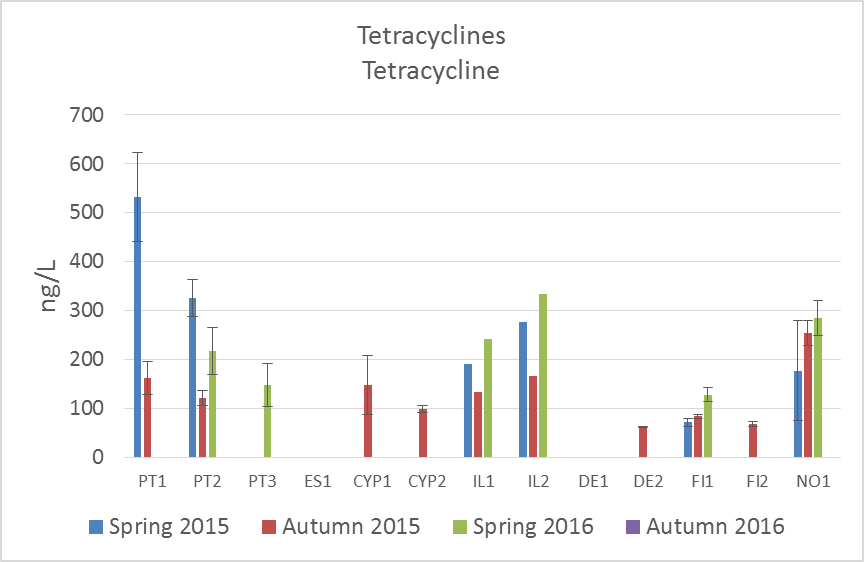 Tetracyclines
Tetracycline
ng/L
700
600
500
400
300
200
100
0
PT1 PT2 PT3 ES1 CYP1 CYP2 IL1 IL2 DE1 DE2 FI1 FI2 NO1
Spring 2015 Autumn 2015 Spring 2016 Autumn 2016